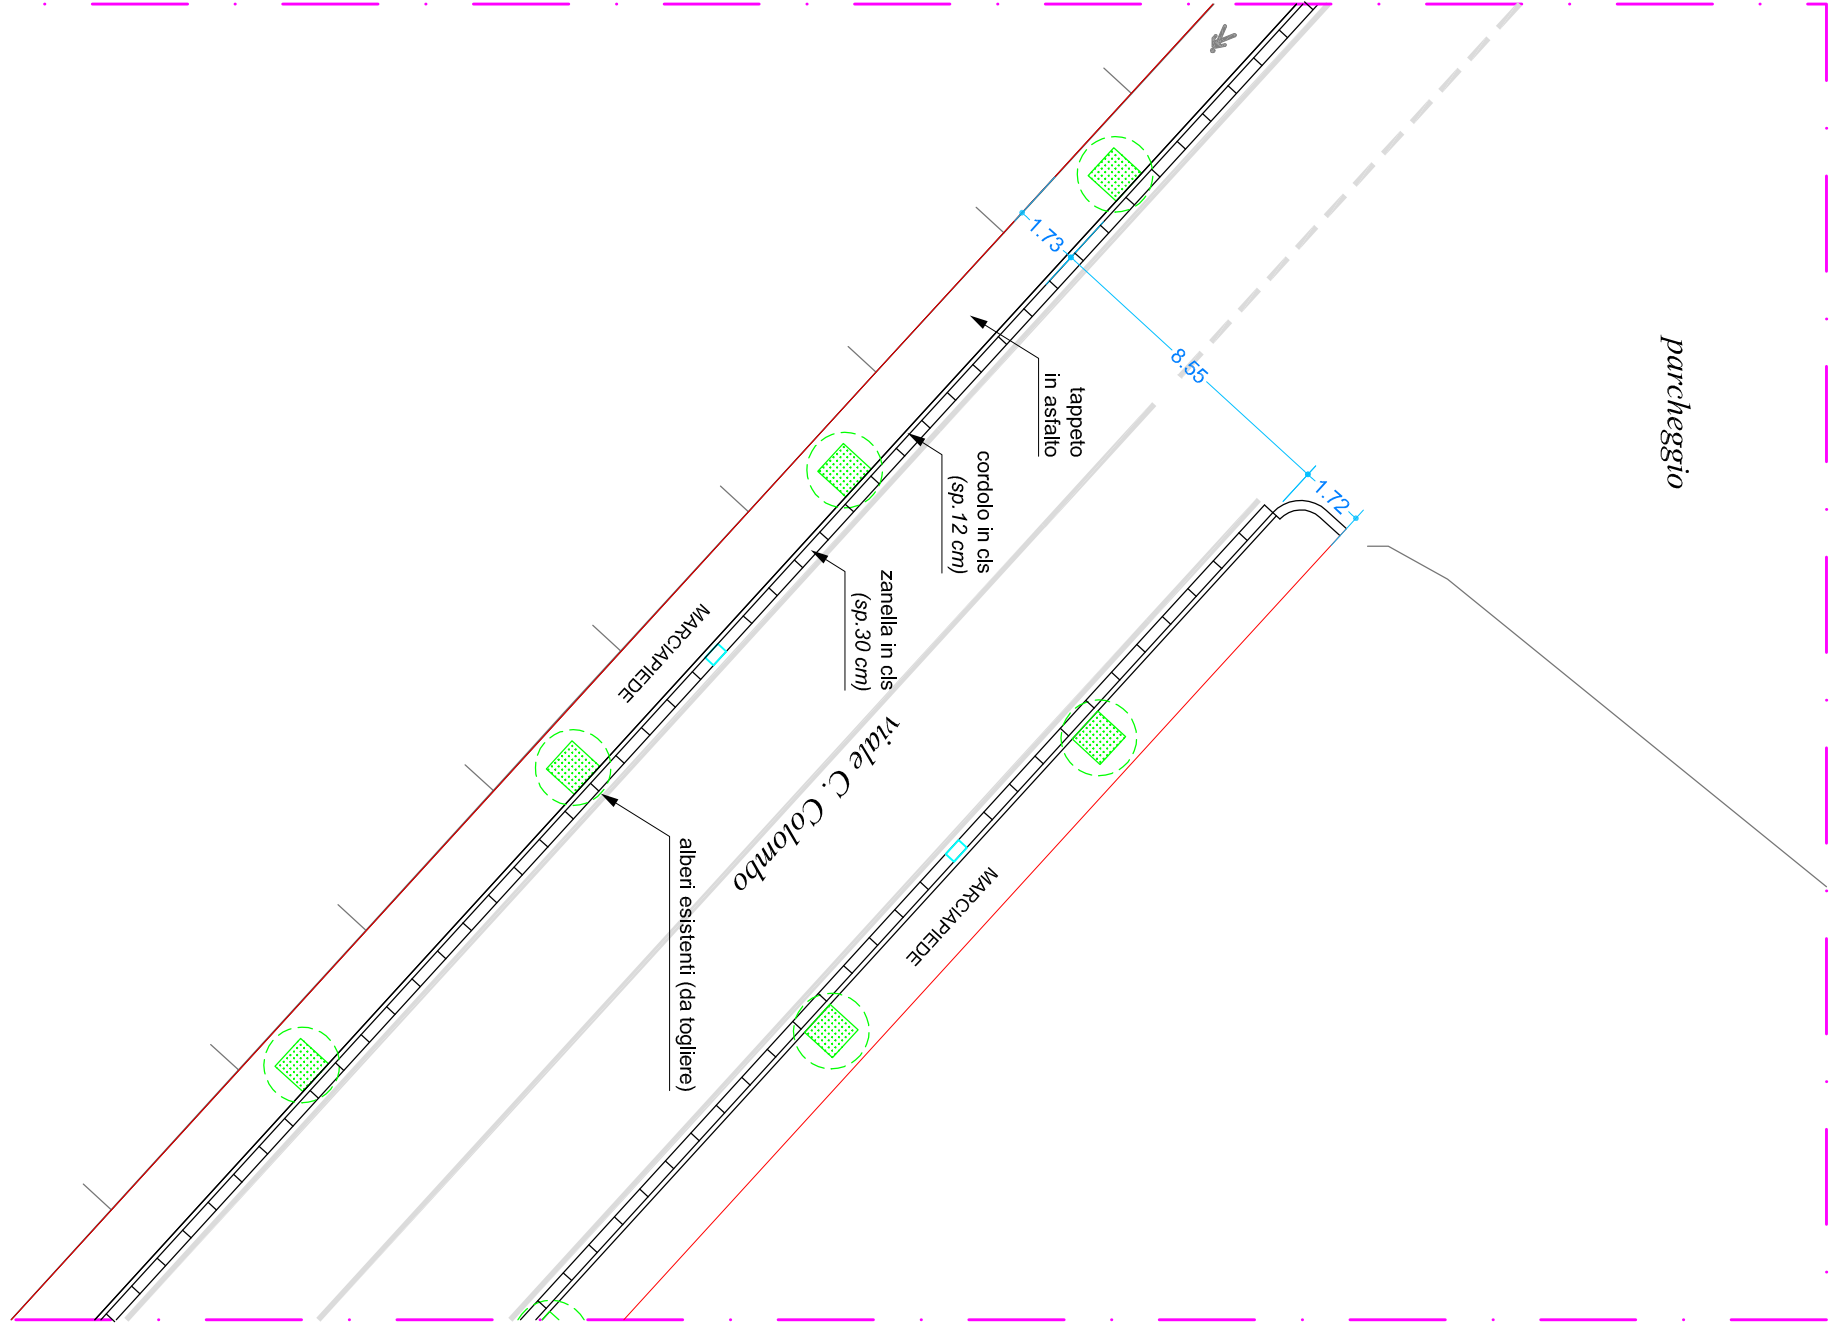 parcheggio
1.73
8.55
1.72
tappeto
in asfalto
cordolo in cls
(sp.12 cm)
zanella in cls
(sp.30 cm)
MARCIAPIEDE
viale C. Colombo
MARCIAPIEDE
alberi esistenti (da togliere)